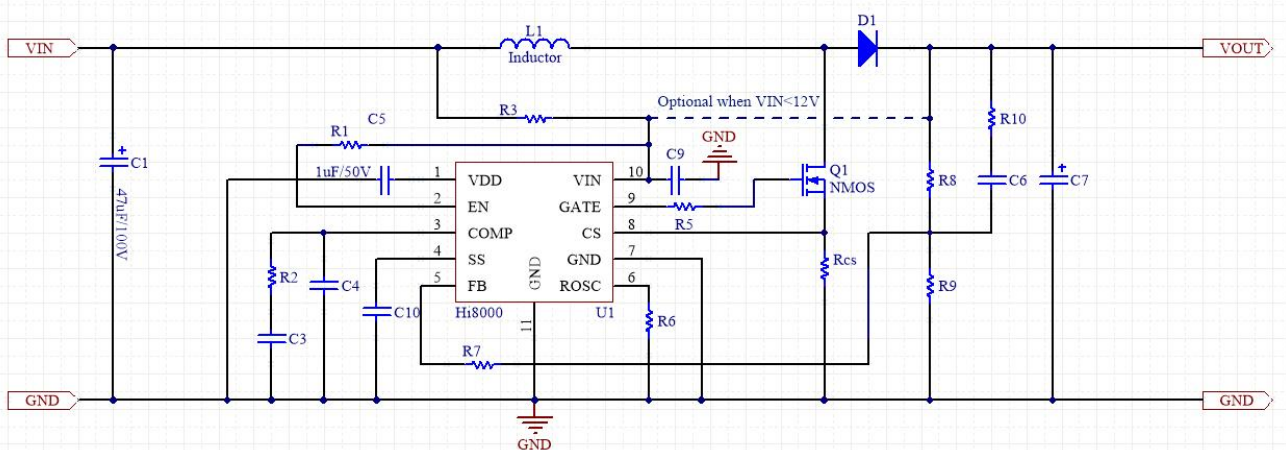 L1
D1
VIN
VOUT
Inductor
R3
Optional when VIN<12V
R10
C5
R1
GND
C1
47uF/100V
1uF/50V
1
VDD
VIN
10
C9
Q1
NMOS
R8
C6
C7
2
EN
GATE
9
R5
3
COMP
CS
8
4
SS
GND
GND
7
Rcs
R2
C4
5
FB
ROSC
6
R9
C10
Hi8000
U1
11
R6
C3
R7
GND
GND
GND